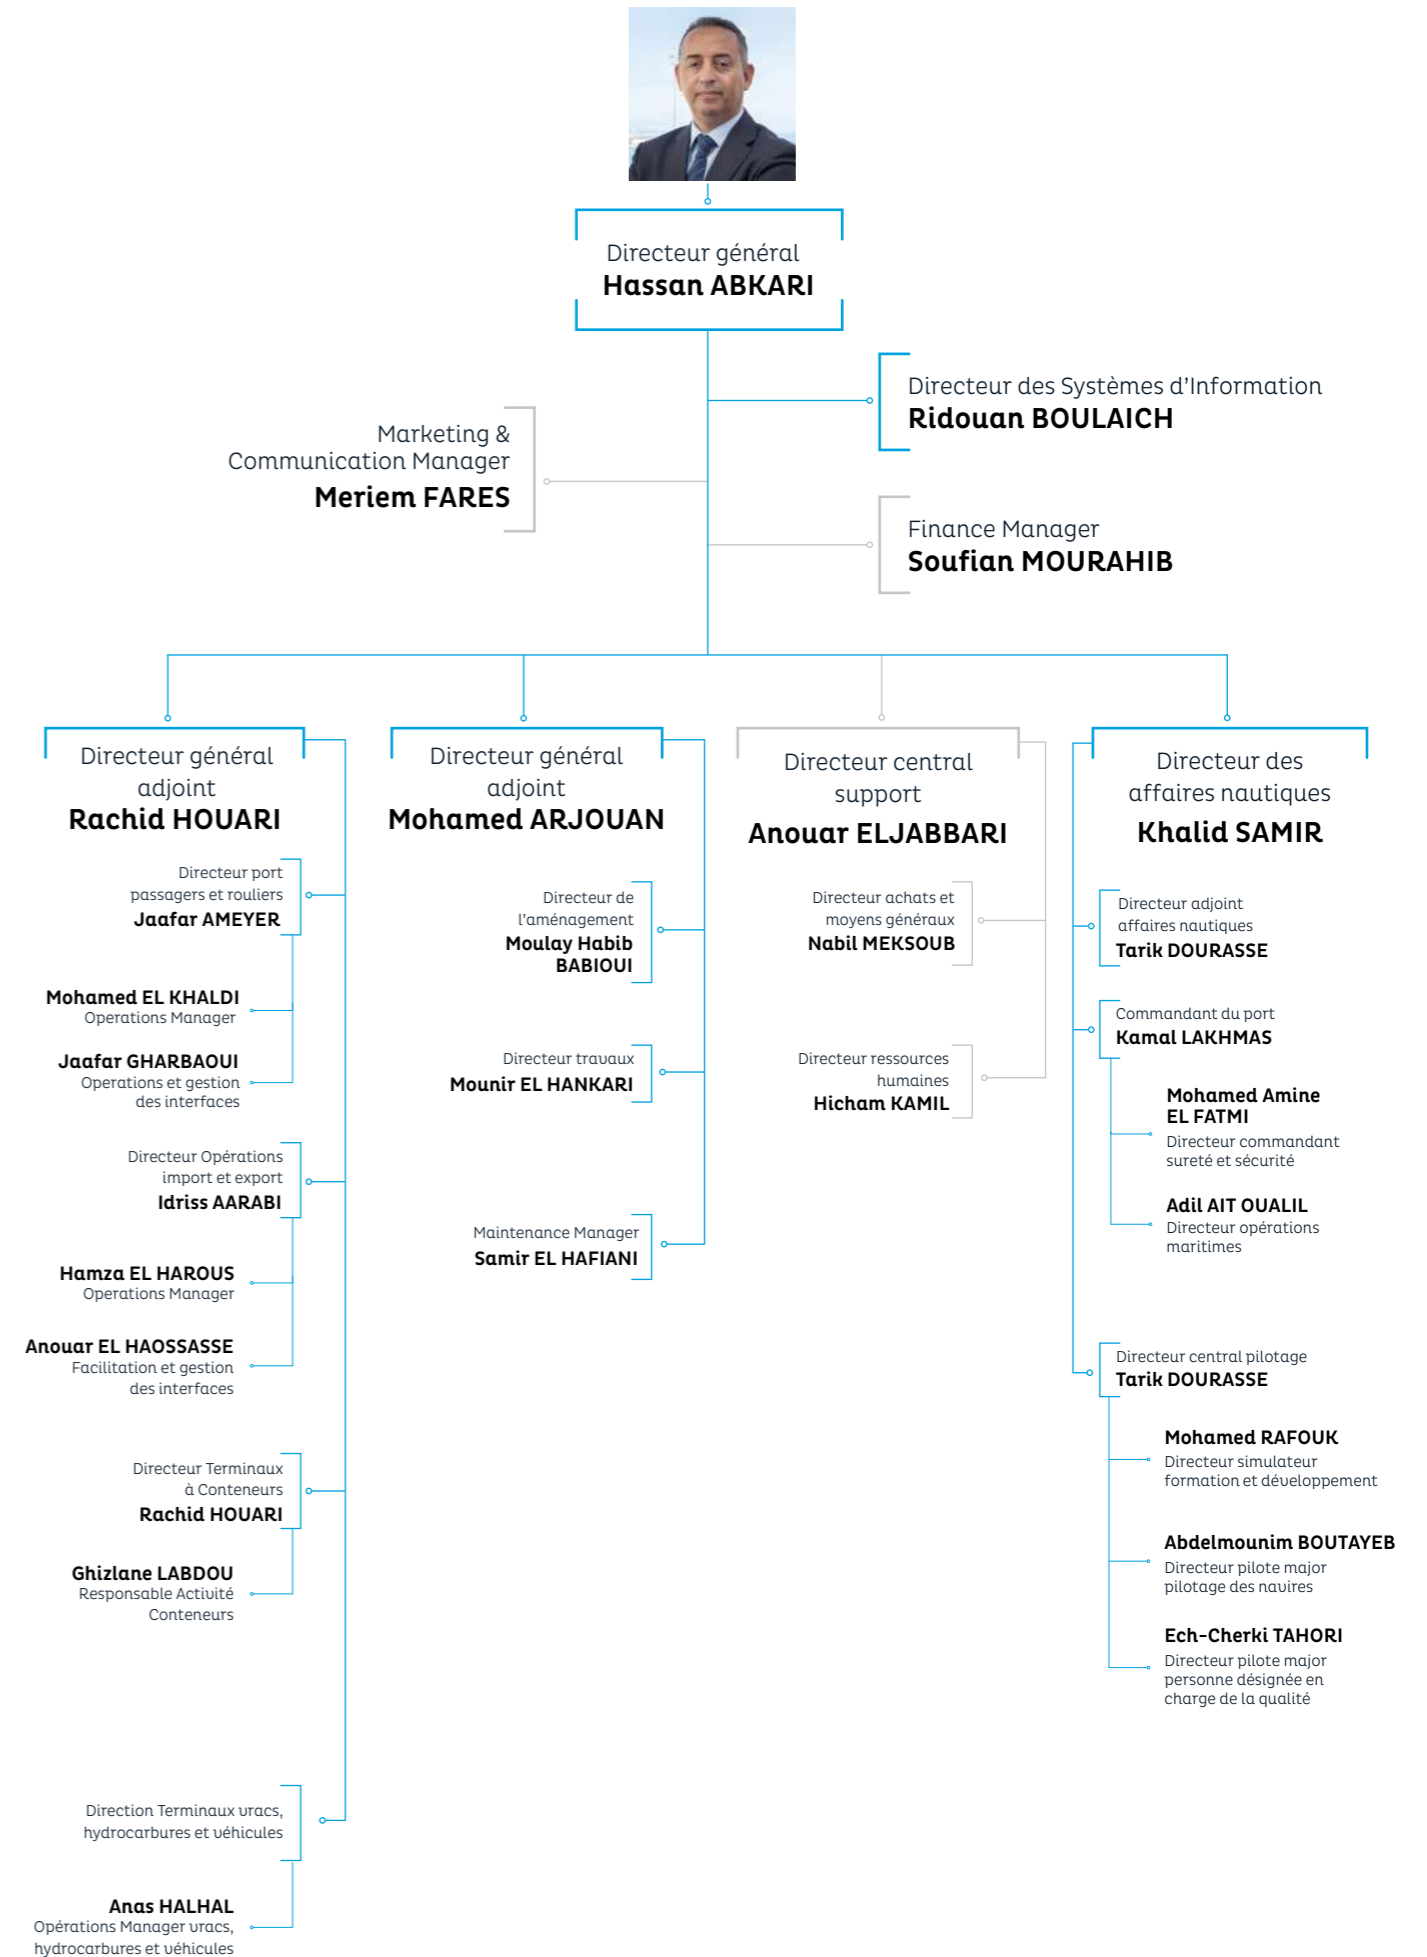 Directeur général
Hassan ABKARI
Directeur des Systèmes d'Information
Ridouan BOULAICH
Marketing &
Communication Manager
Meriem FARES
Finance Manager
Soufian MOURAHIB
Directeur général
adjoint
Rachid HOUARI
Directeur port
passagers et rouliers
Jaafar AMEYER
Mohamed EL KHALDI
Operations Manager
Jaafar GHARBAOUI
Operations et gestion
des interfaces
Directeur Opérations
import et export
Idriss AARABI
Hamza EL HAROUS
Operations Manager
Anouar EL HAOSSASSE
Facilitation et gestion
des interfaces
Directeur Terminaux
à Conteneurs
Rachid HOUARI
Ghizlane LABDOU
Responsable Activité
Conteneurs
Direction Terminaux vracs,
hydrocarbures et véhicules
Anas HALHAL
Opérations Manager vracs,
hydrocarbures et véhicules
Directeur général
adjoint
Mohamed ARJOUAN
Directeur de
l'aménagement
Moulay Habib
BABIOUI
Directeur travaux
Mounir EL HANKARI
Maintenance Manager
Samir EL HAFIANI
Directeur central
support
Anouar ELJABBARI
Directeur achats et
moyens généraux
Nabil MEKSOUB
Directeur ressources
humaines
Hicham KAMIL
Directeur des
affaires nautiques
Khalid SAMIR
Directeur adjoint
affaires nautiques
Tarik DOURASSE
Commandant du port
Kamal LAKHMAS
Mohamed Amine
EL FATMI
Directeur commandant
sureté et sécurité
Adil AIT OUALIL
Directeur opérations
maritimes
Directeur central pilotage
Tarik DOURASSE
Mohamed RAFOUK
Directeur simulateur
formation et développement
Abdelmounim BOUTAYEB
Directeur pilote major
pilotage des navires
Ech-Cherki TAHORI
Directeur pilote major
personne désignée en
charge de la qualité